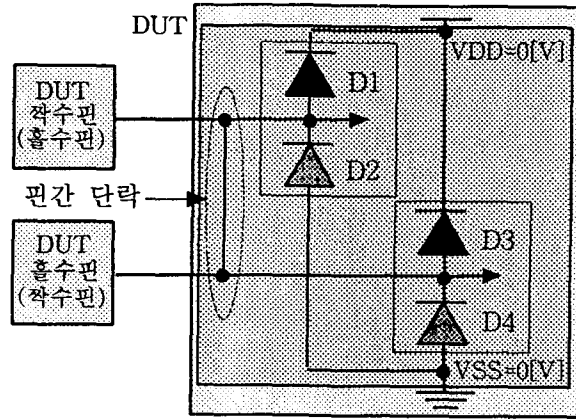 DUT
VDD=0[V]
DUT
짝수핀
(홀수핀)
D1
D2
핀간 단락
DUT
홀수핀
(짝수핀)
D3
D4
VSS=0[V]